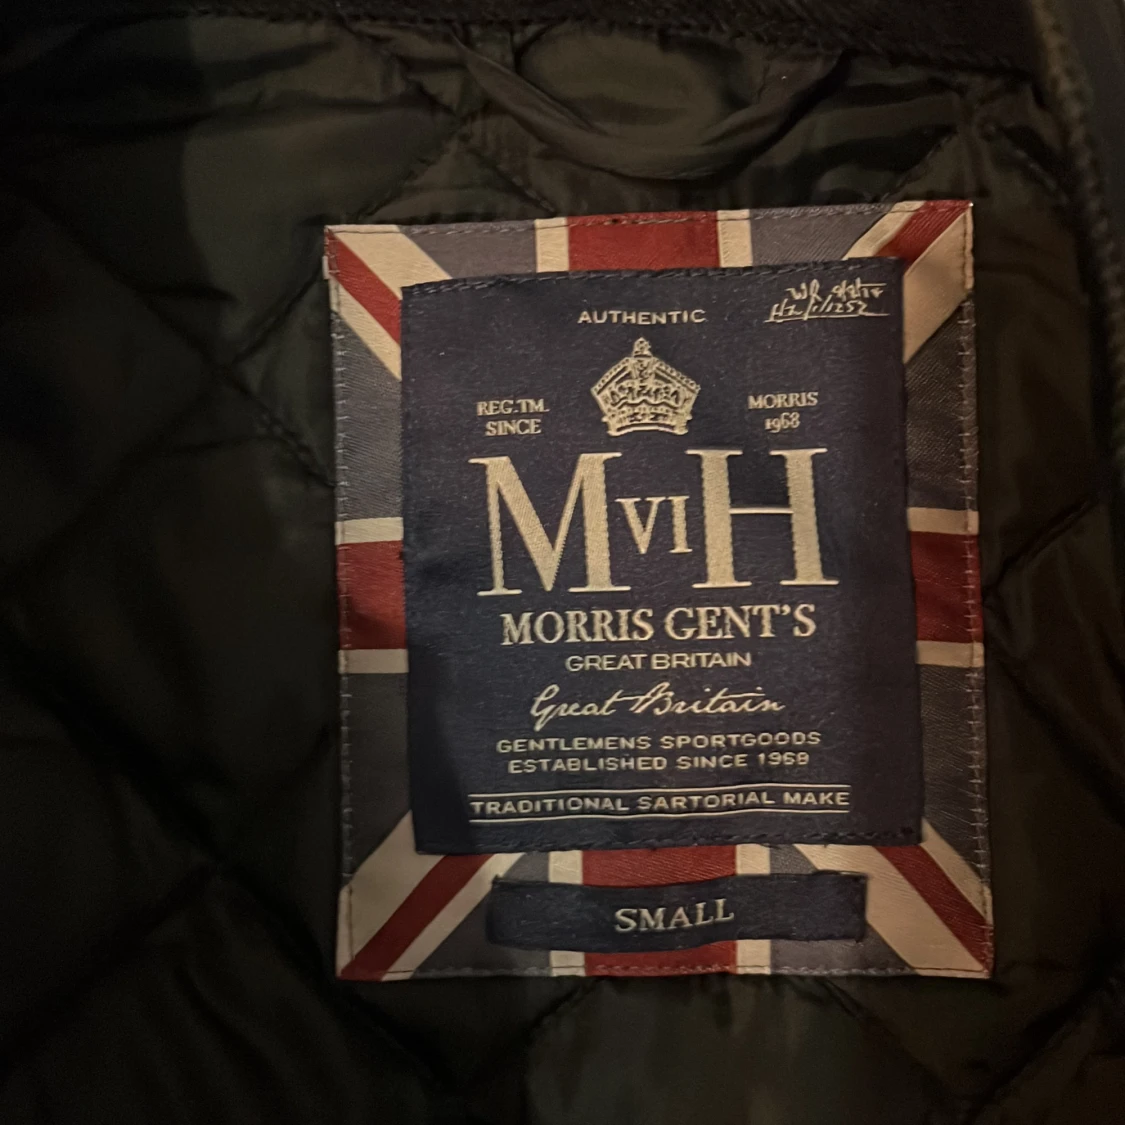 AUTHENTIC
REG.TM. SINCE
MORRIS 1968
MVIH
MORRIS GENT'S
GREAT BRITAIN
Great Britain
GENTLEMENS SPORTGOODS
ESTABLISHED SINCE 1968
TRADITIONAL SARTORIAL MAKE
SMALL